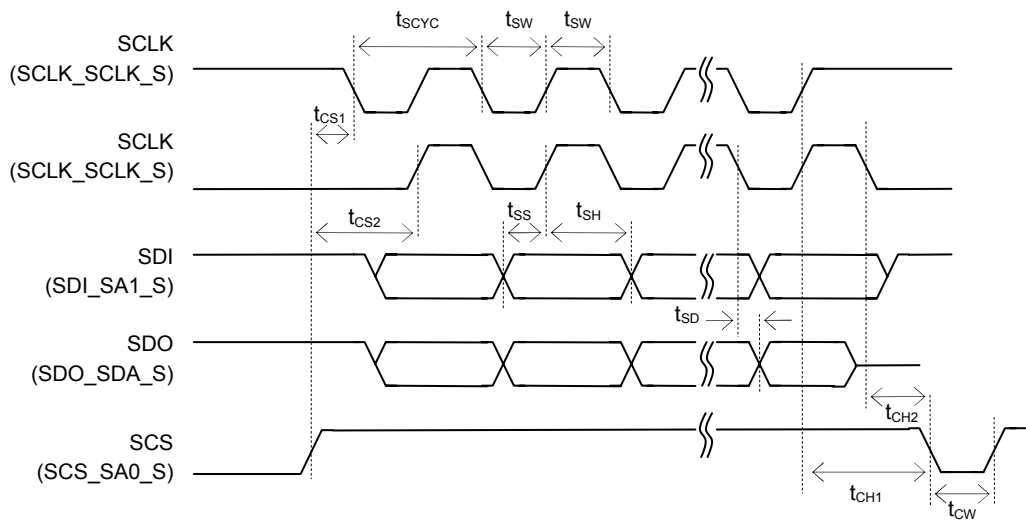 tSCYC tSW tSW
SCLK
(SCLK_SCLK_S)
tCS1
SCLK
(SCLK_SCLK_S)
tCS2 tSS tSH
SDI
(SDI_SA1_S)
tSD
SDO
(SDO_SDA_S)
tCH2
SCS
(SCS_SA0_S)
tCH1 tCW